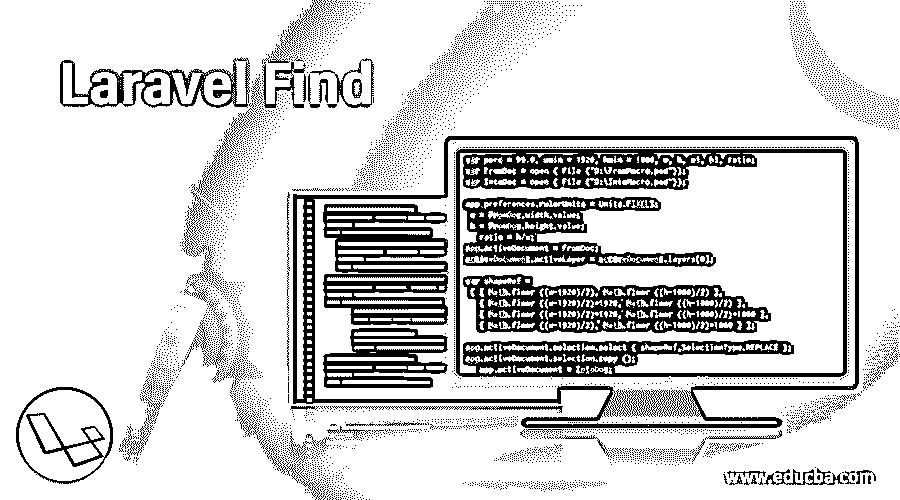 Laravel Find
var perc = 99.0, wmin = 1920, hmin = 1080, w, h, ratio;
var FromDoc = open ( File ("D:\FromMacro.psd"));
var IntoDoc = open ( File ("D:\IntoMacro.psd"));
app.preferences.rulerUnits = Units.PIXELS;
w = FromDoc.width.value;
h = FromDoc.height.value;
ratio = h/w;
app.activeDocument = FromDoc;
activeDocument.activeLayer = activeDocument.layers[0];
var shapeRef =
[ [ Math.floor ((w-1920)/2), Math.floor ((h-1080)/2) ],
[ Math.floor ((w-1920)/2)+1920, Math.floor ((h-1080)/2) ],
[ Math.floor ((w-1920)/2)+1920, Math.floor ((h-1080)/2)+1080 ],
[ Math.floor ((w-1920)/2), Math.floor ((h-1080)/2)+1080 ] ];
app.activeDocument.selection.select ( shapeRef,SelectionType.REPLACE );
app.activeDocument.selection.copy ();
app.activeDocument = IntoDoc;
www.educba.com